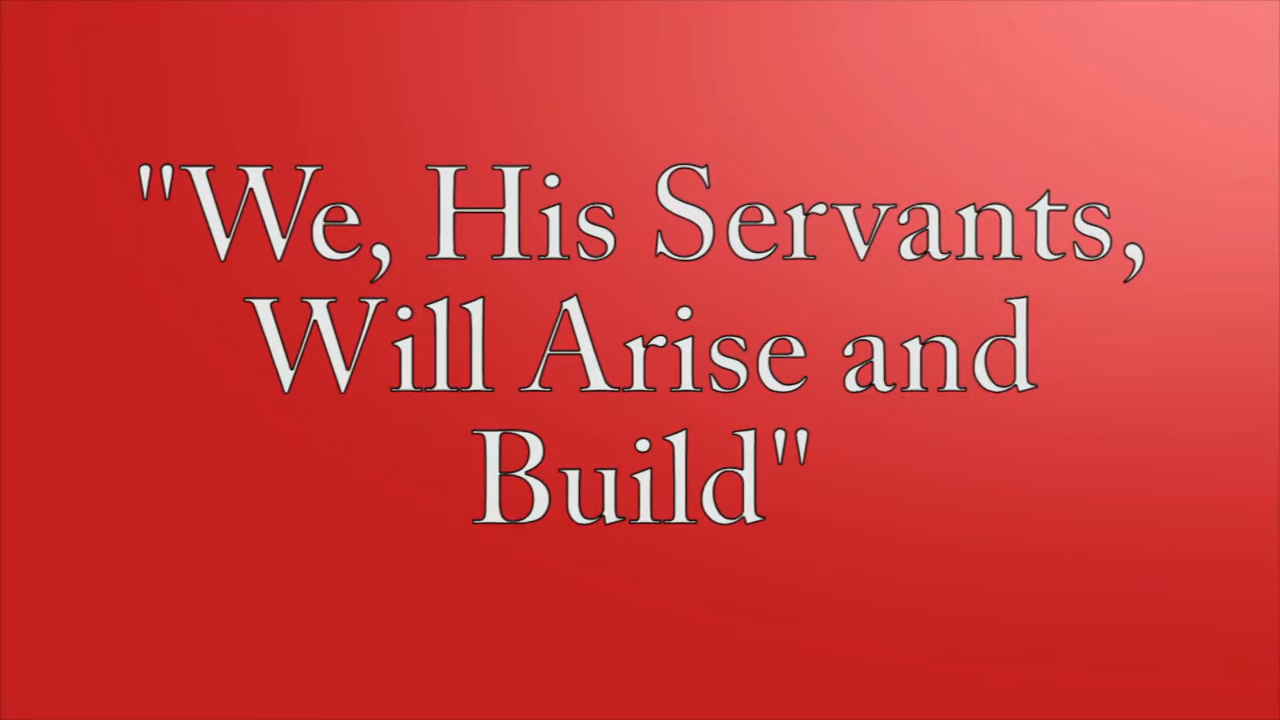 "We, His Servants,
Will Arise and
Build"